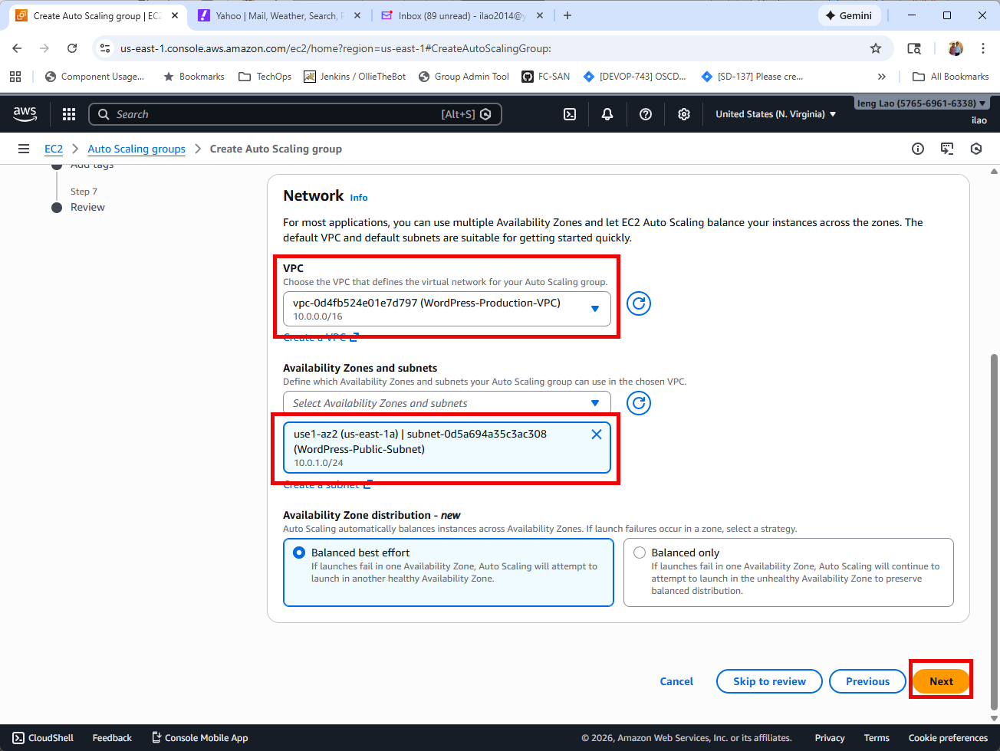 Create Auto Scaling group | EC2
Yahoo | Mail, Weather, Search,
Inbox (89 unread) - ilao2014@
Gemini
us-east-1.console.aws.amazon.com/ec2/home?region=us-east-1#CreateAutoScalingGroup:
Component Usage...
Bookmarks
TechOps
Jenkins / OllieTheBot
Group Admin Tool
FC-SAN
[DEVOP-743] OSCD...
[SD-137] Please cre...
All Bookmarks
aws
Search
[Alt+S]
United States (N. Virginia)
Ieng Lao (5765-6961-6338)
ilao
EC2
Auto Scaling groups
Create Auto Scaling group
Add tags
Step 7
Review
Network Info
For most applications, you can use multiple Availability Zones and let EC2 Auto Scaling balance your instances across the zones. The
default VPC and default subnets are suitable for getting started quickly.
VPC
Choose the VPC that defines the virtual network for your Auto Scaling group.
vpc-0d4fb524e01e7d797 (WordPress-Production-VPC)
10.0.0.0/16
Create a VPC
Availability Zones and subnets
Define which Availability Zones and subnets your Auto Scaling group can use in the chosen VPC.
Select Availability Zones and subnets
use1-az2 (us-east-1a) | subnet-0d5a694a35c3ac308
(WordPress-Public-Subnet)
10.0.1.0/24
Create a subnet
Availability Zone distribution - new
Auto Scaling automatically balances instances across Availability Zones. If launch failures occur in a zone, select a strategy.
Balanced best effort
If launches fail in one Availability Zone, Auto Scaling will attempt to
launch in another healthy Availability Zone.
Balanced only
If launches fail in one Availability Zone, Auto Scaling will continue to
attempt to launch in the unhealthy Availability Zone to preserve
balanced distribution.
Cancel
Skip to review
Previous
Next
CloudShell
Feedback
Console Mobile App
© 2026, Amazon Web Services, Inc. or its affiliates.
Privacy
Terms
Cookie preferences